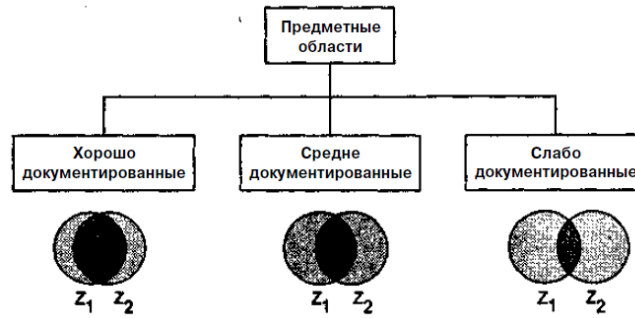 Предметные
области
Хорошо
документированные
Средне
документированные
Слабо
документированные
Z1 Z2
Z1 Z2
Z1 Z2